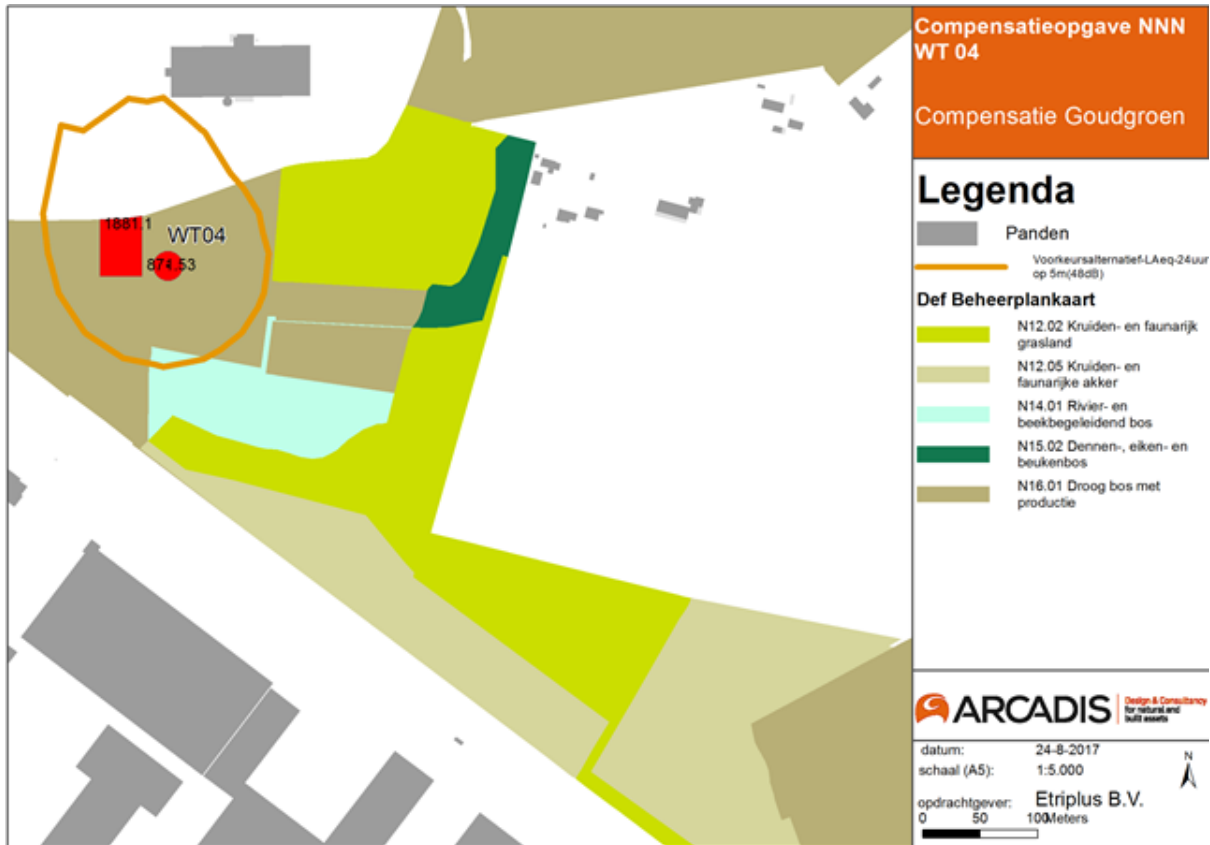 1881.1
WT04
874.53
Compensatieopgave NNN
WT 04
Compensatie Goudgroen
Legenda
Panden
Voorkeursalternatief-LAeq-24uur
op 5m(48dB)
Def Beheerplankaart
N12.02 Kruiden- en faunarijk
grasland
N12.05 Kruiden- en
faunarijke akker
N14.01 Rivier- en
beekbegeleidend bos
N15.02 Dennen-, eiken- en
beukenbos
N16.01 Droog bos met
productie
ARCADIS
Design & Consultancy
for natural and
built assets
datum: 24-8-2017
schaal (A5): 1:5.000
N
opdrachtgever: Etriplus B.V.
0 50 100 Meters